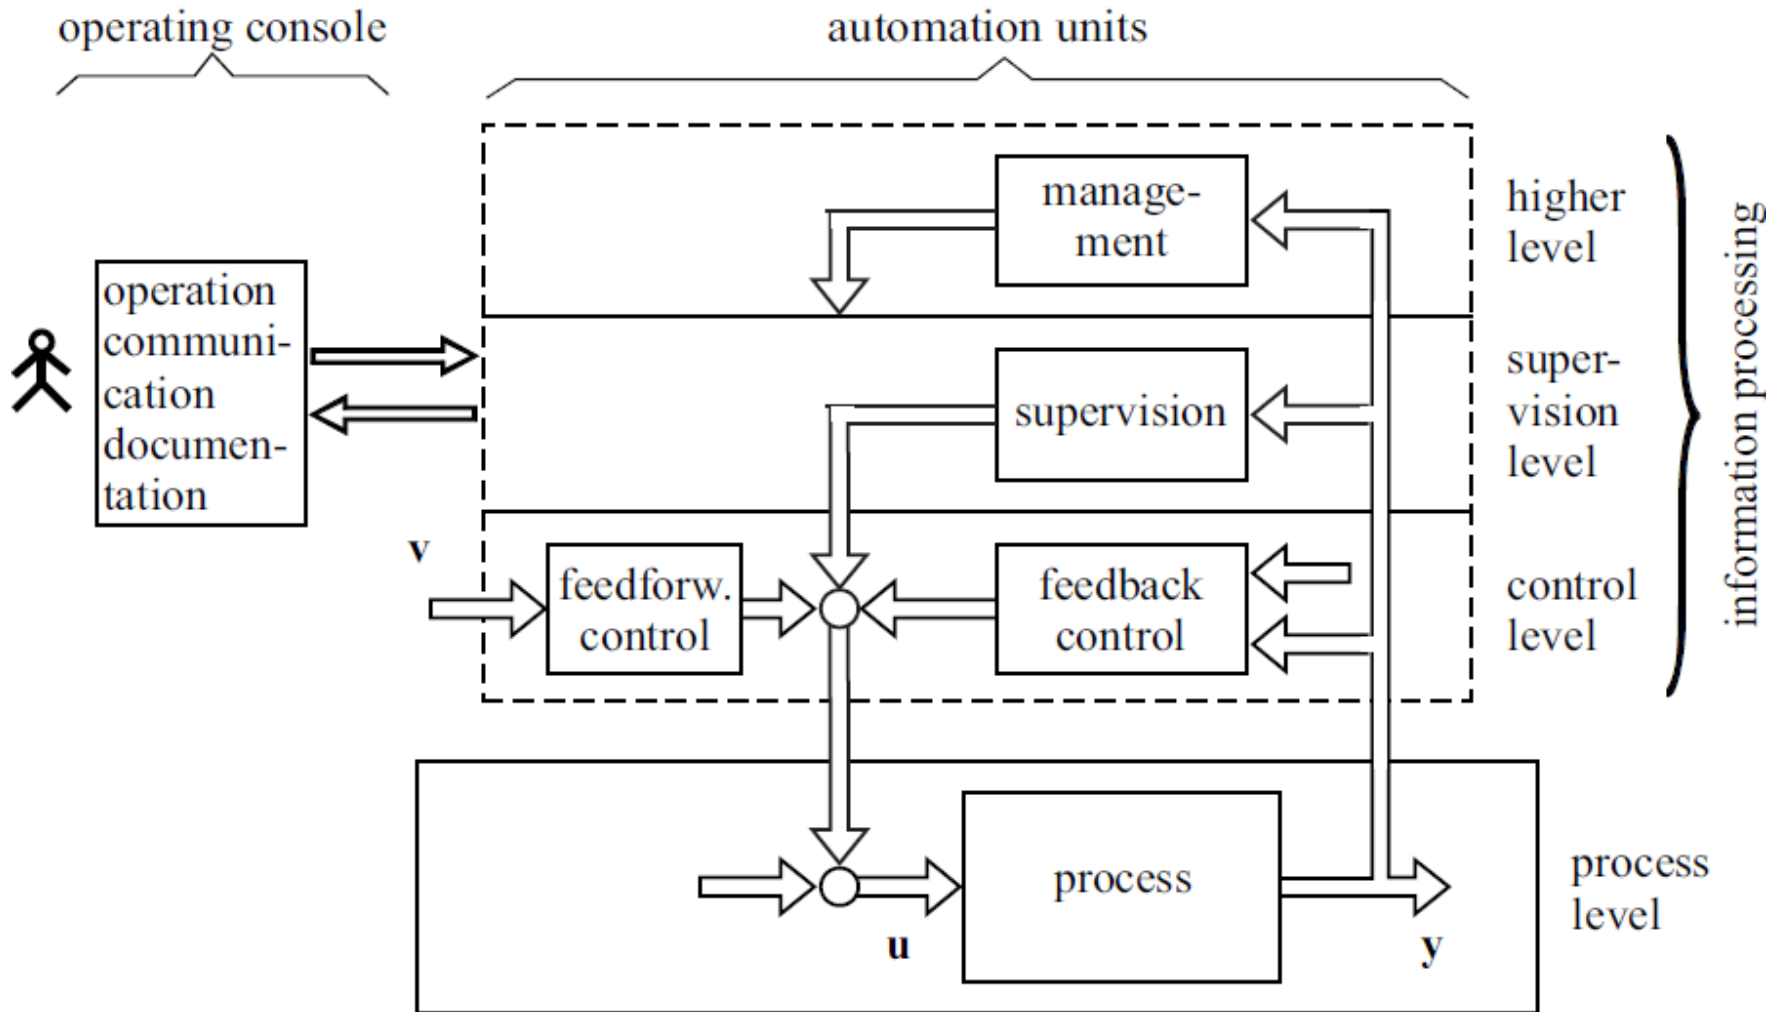 operating console
automation units
manage-
ment
higher
level
operation
communi-
cation
documen-
tation
supervision
super-
vision
level
v
feedforw.
control
feedback
control
control
level
information processing
process
u
y
process
level